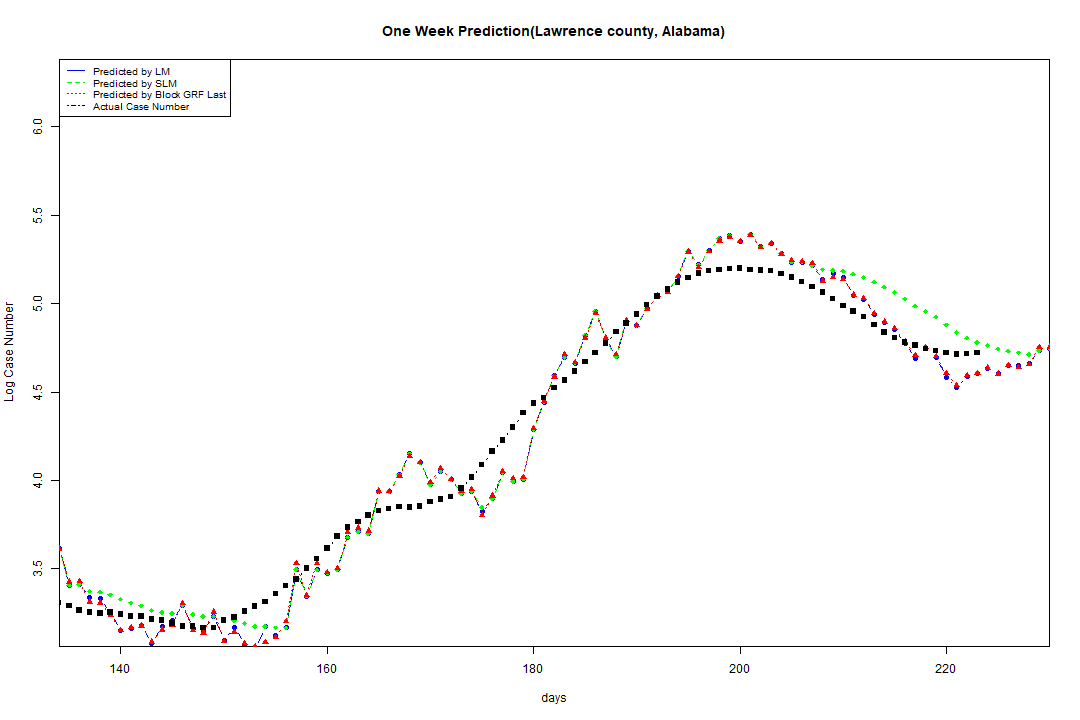 One Week Prediction(Lawrence county, Alabama)
Predicted by LM
Predicted by SLM
Predicted by Block GRF Last
Actual Case Number
6.0
5.5
5.0
4.5
4.0
3.5
Log Case Number
140 160 180 200 220
days